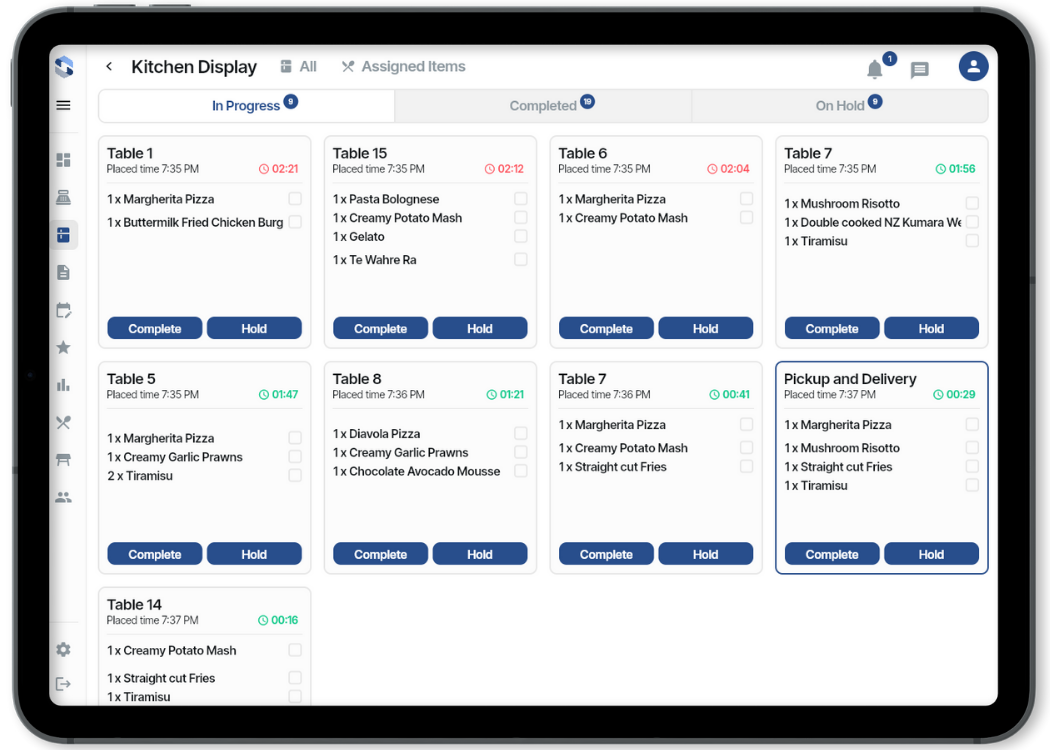 Kitchen Display All Assigned Items 1
In Progress 9 Completed 19 On Hold 9
Table 1
Placed time 7:35 PM 02:21
1 x Margherita Pizza
1 x Buttermilk Fried Chicken Burg
Complete Hold
Table 15
Placed time 7:35 PM 02:12
1 x Pasta Bolognese
1 x Creamy Potato Mash
1 x Gelato
1 x Te Wahre Ra
Complete Hold
Table 6
Placed time 7:35 PM 02:04
1 x Margherita Pizza
1 x Creamy Potato Mash
Complete Hold
Table 7
Placed time 7:35 PM 01:56
1 x Mushroom Risotto
1 x Double cooked NZ Kumara We
1 x Tiramisu
Complete Hold
Table 5
Placed time 7:35 PM 01:47
1 x Margherita Pizza
1 x Creamy Garlic Prawns
2 x Tiramisu
Complete Hold
Table 8
Placed time 7:36 PM 01:21
1 x Diavola Pizza
1 x Creamy Garlic Prawns
1 x Chocolate Avocado Mousse
Complete Hold
Table 7
Placed time 7:36 PM 00:41
1 x Margherita Pizza
1 x Creamy Potato Mash
1 x Straight cut Fries
Complete Hold
Pickup and Delivery
Placed time 7:37 PM 00:29
1 x Margherita Pizza
1 x Mushroom Risotto
1 x Straight cut Fries
1 x Tiramisu
Complete Hold
Table 14
Placed time 7:37 PM 00:16
1 x Creamy Potato Mash
1 x Straight cut Fries
1 x Tiramisu